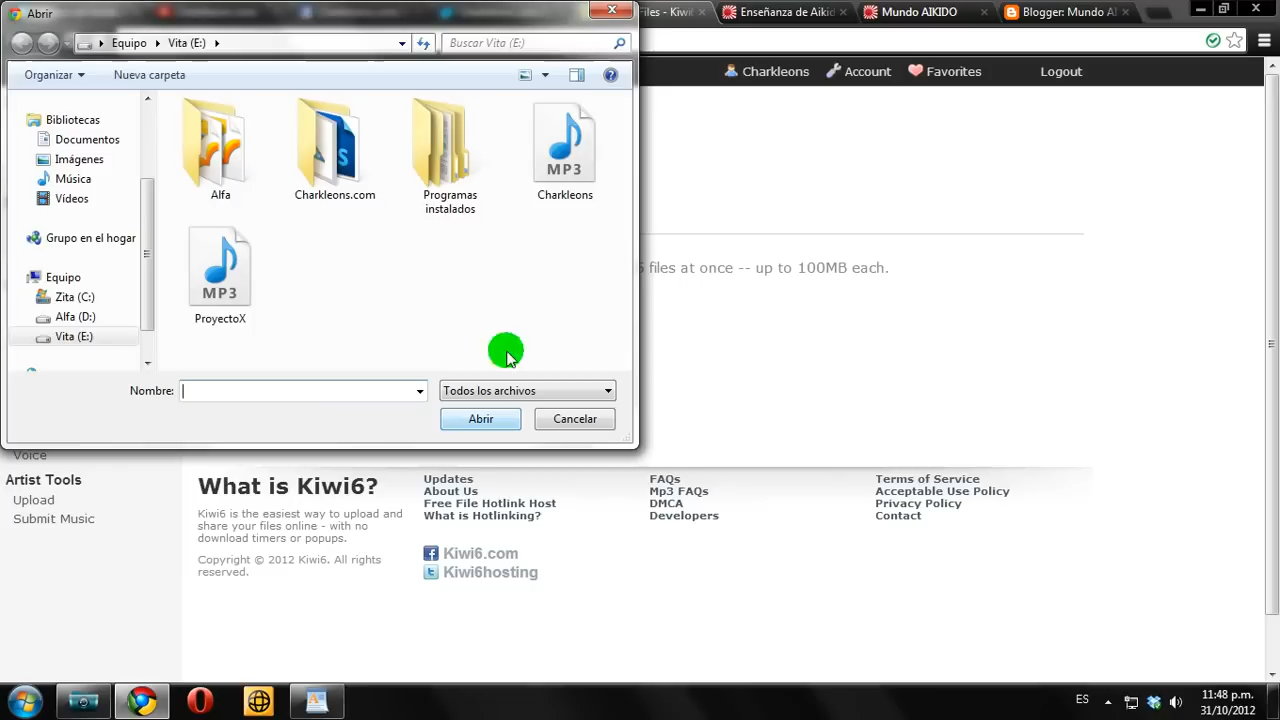 Abrir
Files - Kiwi
Enseñanza de Aikid
Mundo AIKIDO
Blogger: Mundo AI
Equipo
Vita (E:)
Buscar Vita (E:)
Organizar
Nueva carpeta
Charkleons
Account
Favorites
Logout
Bibliotecas
Documentos
Imágenes
Música
Vídeos
Grupo en el hogar
Equipo
Zita (C:)
Alfa (D:)
Vita (E:)
Alfa
Charkleons.com
Programas
instalados
MP3
Charkleons
MP3
ProyectoX
files at once -- up to 100MB each.
Nombre:
Todos los archivos
Abrir
Cancelar
Voice
Artist Tools
Upload
Submit Music
What is Kiwi6?
Kiwi6 is the easiest way to upload and
share your files online - with no
download timers or popups.
Copyright © 2012 Kiwi6. All rights
reserved.
Updates
About Us
Free File Hotlink Host
What is Hotlinking?
Kiwi6.com
Kiwi6hosting
FAQs
Mp3 FAQs
DMCA
Developers
Terms of Service
Acceptable Use Policy
Privacy Policy
Contact
ES
11:48 p.m.
31/10/2012